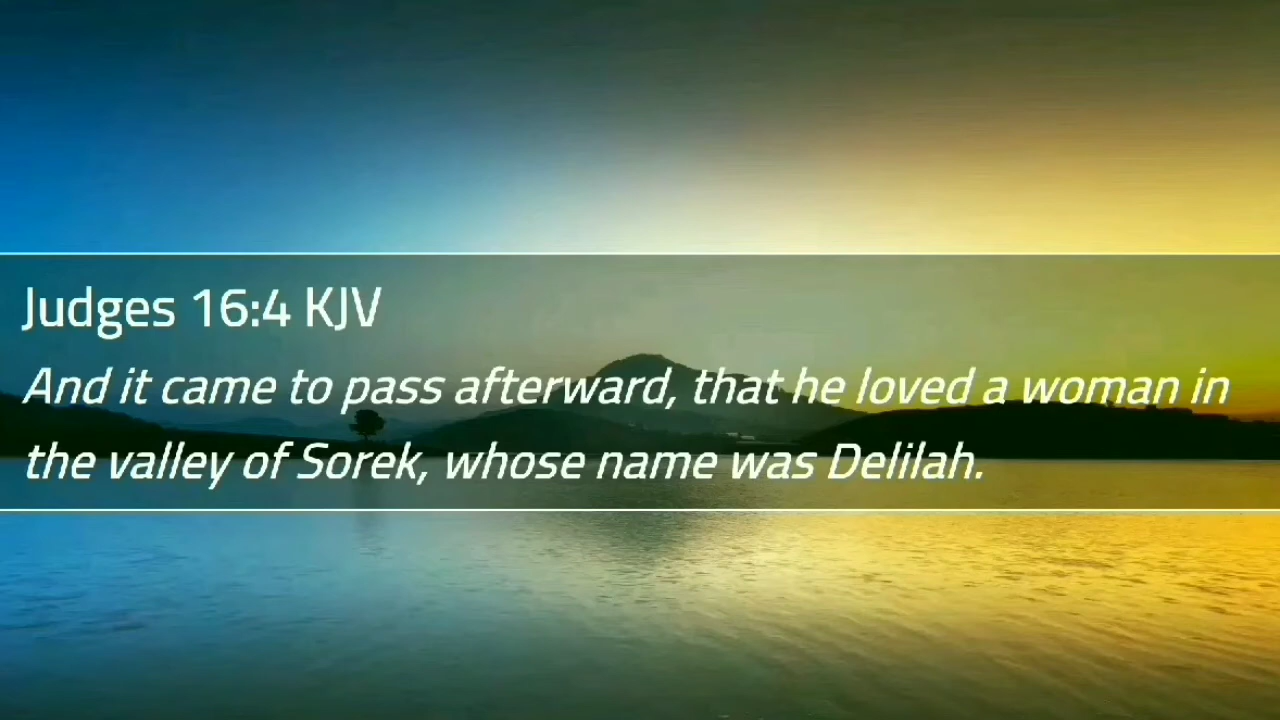 Judges 16:4 KJV
And it came to pass afterward, that he loved a woman in
the valley of Sorek, whose name was Delilah.